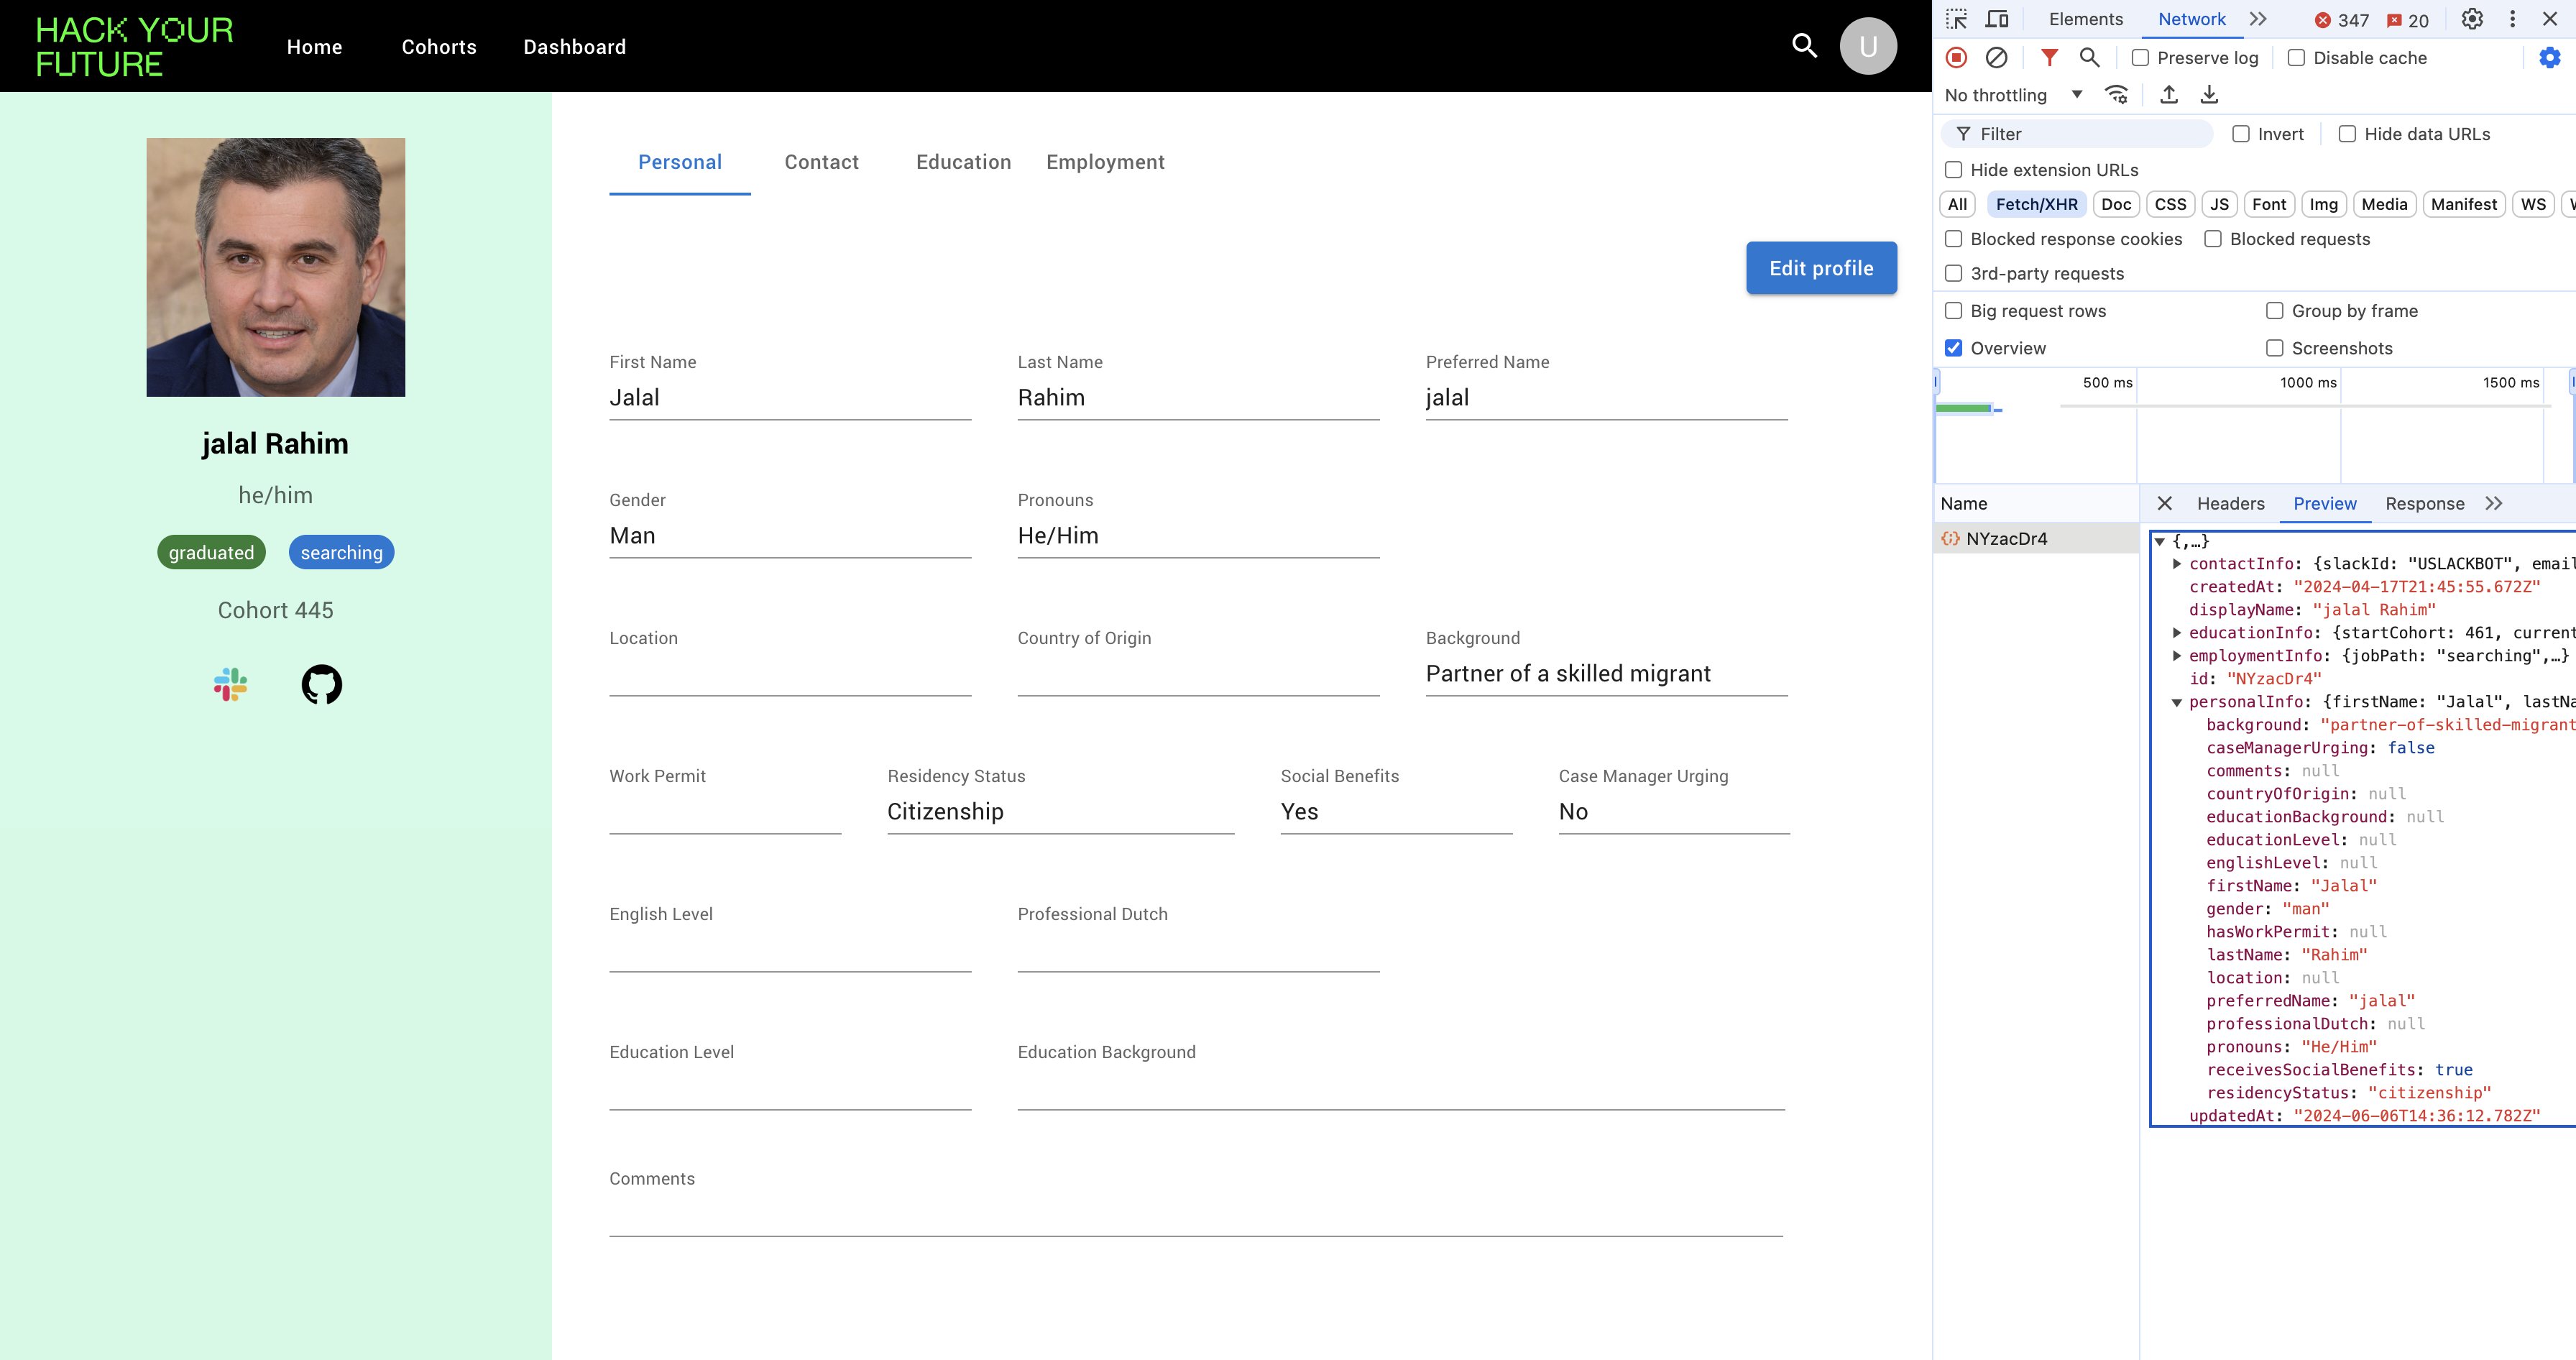 HACK YOUR
FUTURE
Home Cohorts Dashboard
U
jalal Rahim
he/him
graduated searching
Cohort 445
Personal Contact Education Employment
Edit profile
First Name Last Name Preferred Name
Jalal Rahim jalal
Gender Pronouns
Man He/Him
Location Country of Origin Background
Partner of a skilled migrant
Work Permit Residency Status Social Benefits Case Manager Urging
Citizenship Yes No
English Level Professional Dutch
Education Level Education Background
Comments
Elements Network 347 20
Preserve log Disable cache
No throttling
Filter Invert Hide data URLs
Hide extension URLs
All Fetch/XHR Doc CSS JS Font Img Media Manifest WS
Blocked response cookies Blocked requests
3rd-party requests
Big request rows Group by frame
Overview Screenshots
500 ms 1000 ms 1500 ms
Name Headers Preview Response
NYzacDr4
{,…}
contactInfo: {slackId: "USLACKBOT", email
createdAt: "2024-04-17T21:45:55.672Z"
displayName: "jalal Rahim"
educationInfo: {startCohort: 461, current
employmentInfo: {jobPath: "searching",…}
id: "NYzacDr4"
personalInfo: {firstName: "Jalal", lastNa
background: "partner-of-skilled-migrant
caseManagerUrging: false
comments: null
countryOfOrigin: null
educationBackground: null
educationLevel: null
englishLevel: null
firstName: "Jalal"
gender: "man"
hasWorkPermit: null
lastName: "Rahim"
location: null
preferredName: "jalal"
professionalDutch: null
pronouns: "He/Him"
receivesSocialBenefits: true
residencyStatus: "citizenship"
updatedAt: "2024-06-06T14:36:12.782Z"